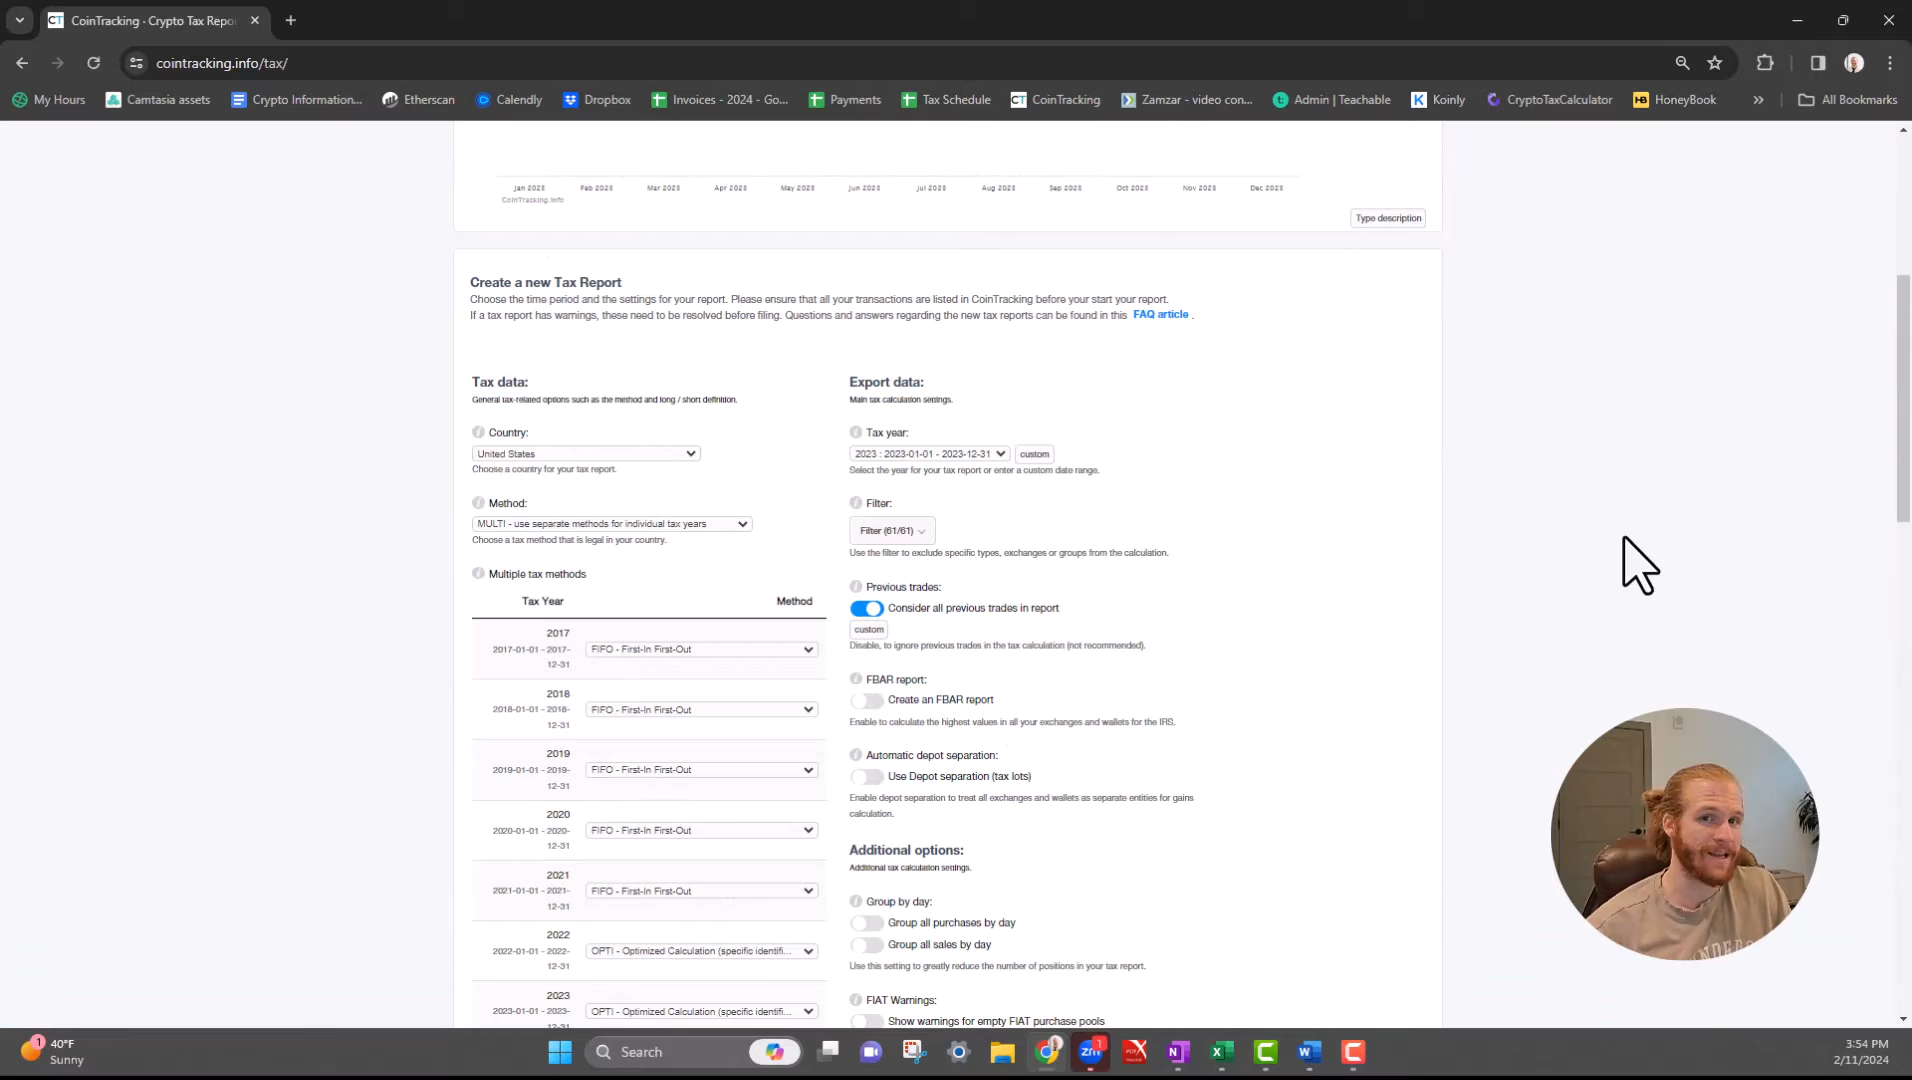 CT CoinTracking - Crypto Tax Repo
cointracking.info/tax/
My Hours
Camtasia assets
Crypto Information...
Etherscan
Calendly
Dropbox
Invoices - 2024 - Go...
Payments
Tax Schedule
CT CoinTracking
Zamzar - video con...
Admin | Teachable
Koinly
CryptoTaxCalculator
HB HoneyBook
All Bookmarks
Jan 2023 Feb 2023 Mar 2023 Apr 2023 May 2023 Jun 2023 Jul 2023 Aug 2023 Sep 2023 Oct 2023 Nov 2023 Dec 2023
CoinTracking.info
Type description
Create a new Tax Report
Choose the time period and the settings for your report. Please ensure that all your transactions are listed in CoinTracking before your start your report.
If a tax report has warnings, these need to be resolved before filing. Questions and answers regarding the new tax reports can be found in this FAQ article .
Tax data:
General tax-related options such as the method and long / short definition.
Country:
United States
Choose a country for your tax report.
Method:
MULTI - use separate methods for individual tax years
Choose a tax method that is legal in your country.
Multiple tax methods
Tax Year Method
2017
2017-01-01 - 2017-12-31
FIFO - First-In First-Out
2018
2018-01-01 - 2018-12-31
FIFO - First-In First-Out
2019
2019-01-01 - 2019-12-31
FIFO - First-In First-Out
2020
2020-01-01 - 2020-12-31
FIFO - First-In First-Out
2021
2021-01-01 - 2021-12-31
FIFO - First-In First-Out
2022
2022-01-01 - 2022-12-31
OPTI - Optimized Calculation (specific identifi...
2023
2023-01-01 - 2023-12-31
OPTI - Optimized Calculation (specific identifi...
Export data:
Main tax calculation settings.
Tax year:
2023 : 2023-01-01 - 2023-12-31
custom
Select the year for your tax report or enter a custom date range.
Filter:
Filter (61/61)
Use the filter to exclude specific types, exchanges or groups from the calculation.
Previous trades:
Consider all previous trades in report
custom
Disable, to ignore previous trades in the tax calculation (not recommended).
FBAR report:
Create an FBAR report
Enable to calculate the highest values in all your exchanges and wallets for the IRS.
Automatic depot separation:
Use Depot separation (tax lots)
Enable depot separation to treat all exchanges and wallets as separate entities for gains
calculation.
Additional options:
Additional tax calculation settings.
Group by day:
Group all purchases by day
Group all sales by day
Use this setting to greatly reduce the number of positions in your tax report.
FIAT Warnings:
Show warnings for empty FIAT purchase pools
1
40°F
Sunny
Search
zm
1
3:54 PM
2/11/2024